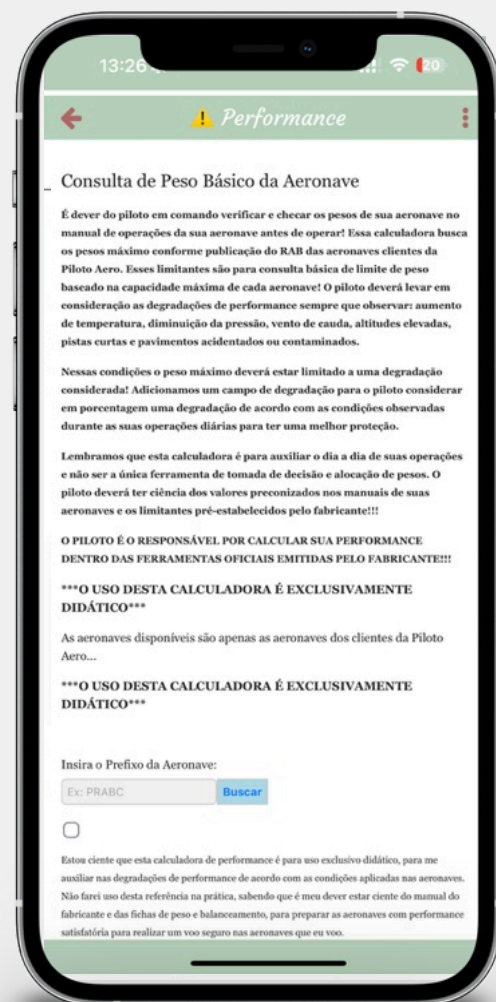 13:26
20
Performance
Consulta de Peso Básico da Aeronave
É dever do piloto em comando verificar e checar os pesos de sua aeronave no
manual de operações da sua aeronave antes de operar! Essa calculadora busca
os pesos máximo conforme publicação do RAB das aeronaves clientes da
Piloto Aero. Esses limitantes são para consulta básica de limite de peso
baseado na capacidade máxima de cada aeronave! O piloto deverá levar em
consideração as degradações de performance sempre que observar: aumento
de temperatura, diminuição da pressão, vento de cauda, altitudes elevadas,
pistas curtas e pavimentos acidentados ou contaminados.
Nessas condições o peso máximo deverá estar limitado a uma degradação
considerada! Adicionamos um campo de degradação para o piloto considerar
em porcentagem uma degradação de acordo com as condições observadas
durante as suas operações diárias para ter uma melhor proteção.
Lembramos que esta calculadora é para auxiliar o dia a dia de suas operações
e não ser a única ferramenta de tomada de decisão e alocação de pesos. O
piloto deverá ter ciência dos valores preconizados nos manuais de suas
aeronaves e os limitantes pré-estabelecidos pelo fabricante!!!
O PILOTO É O RESPONSÁVEL POR CALCULAR SUA PERFORMANCE
DENTRO DAS FERRAMENTAS OFICIAIS EMITIDAS PELO FABRICANTE!!!
***O USO DESTA CALCULADORA É EXCLUSIVAMENTE
DIDÁTICO***
As aeronaves disponíveis são apenas as aeronaves dos clientes da Piloto
Aero...
***O USO DESTA CALCULADORA É EXCLUSIVAMENTE
DIDÁTICO***
Insira o Prefixo da Aeronave:
Ex: PRABC
Buscar
Estou ciente que esta calculadora de performance é para uso exclusivo didático, para me
auxiliar nas degradações de performance de acordo com as condições aplicadas nas aeronaves.
Não farei uso desta referência na prática, sabendo que é meu dever estar ciente do manual do
fabricante e das fichas de peso e balanceamento, para preparar as aeronaves com performance
satisfatória para realizar um voo seguro nas aeronaves que eu voo.